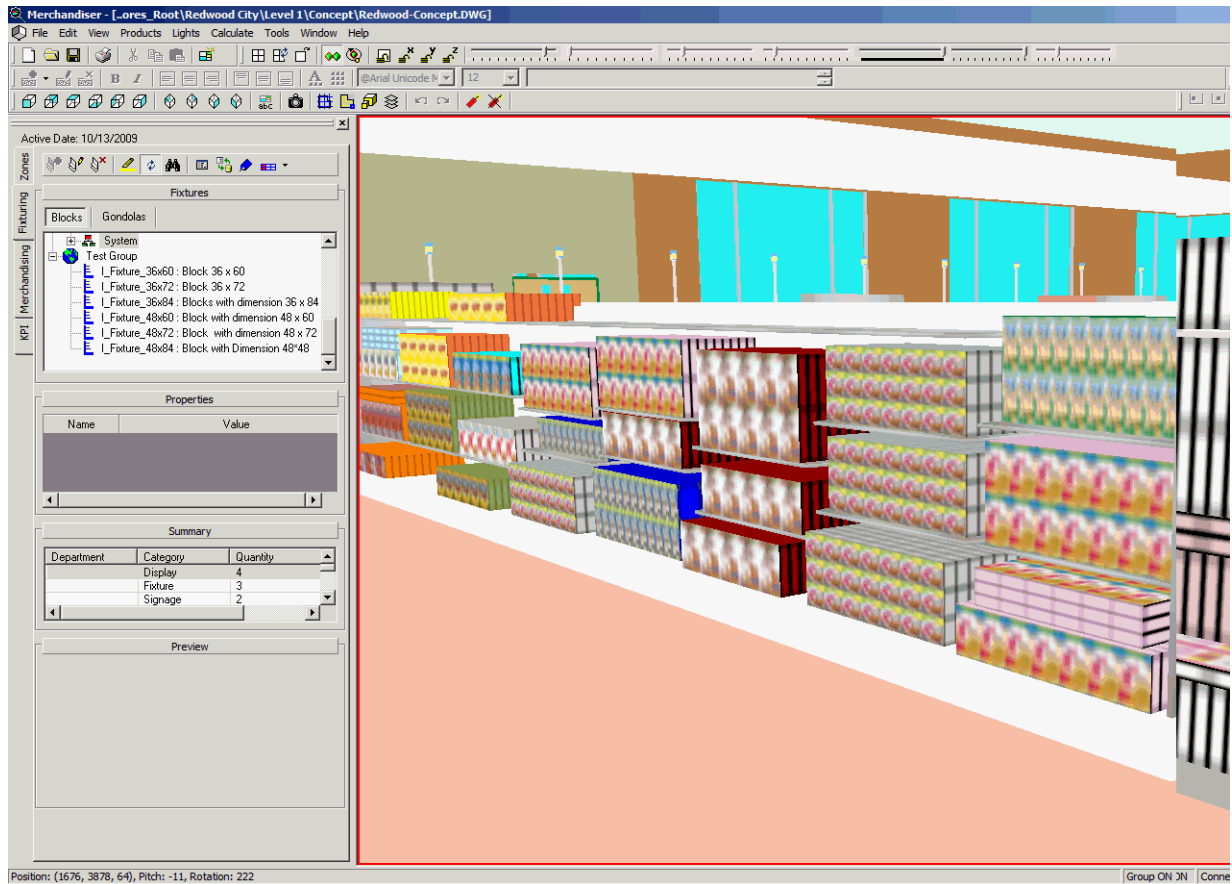 Merchandiser - [..ores_Root\Redwood City\Level 1\Concept\Redwood-Concept.DWG]
File Edit View Products Lights Calculate Tools Window Help
X Y Z
B I A @Arial Unicode M 12
abc
Active Date: 10/13/2009
Zones
Fixturing
Merchandising
KPI
Fixtures
Blocks Gondolas
System
Test Group
I_Fixture_36x60 : Block 36 x 60
I_Fixture_36x72 : Block 36 x 72
I_Fixture_36x84 : Blocks with dimension 36 x 84
I_Fixture_48x60 : Block with dimension 48 x 60
I_Fixture_48x72 : Block with dimension 48 x 72
I_Fixture_48x84 : Block with Dimension 48*48
Properties
Name Value
Summary
Department Category Quantity
Display 4
Fixture 3
Signage 2
Preview
Position: (1676, 3878, 64), Pitch: -11, Rotation: 222
Group ON ON Conne